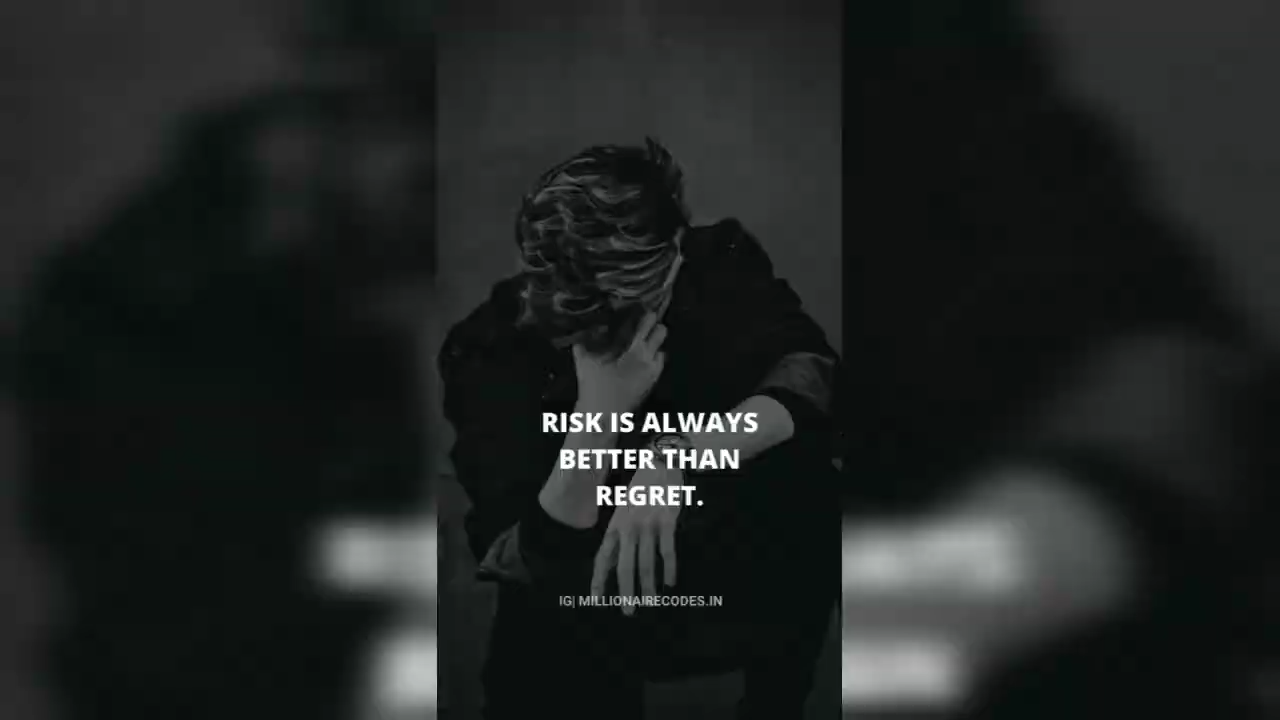 RISK IS ALWAYS
BETTER THAN
REGRET.
IG| MILLIONAIRECODES.IN